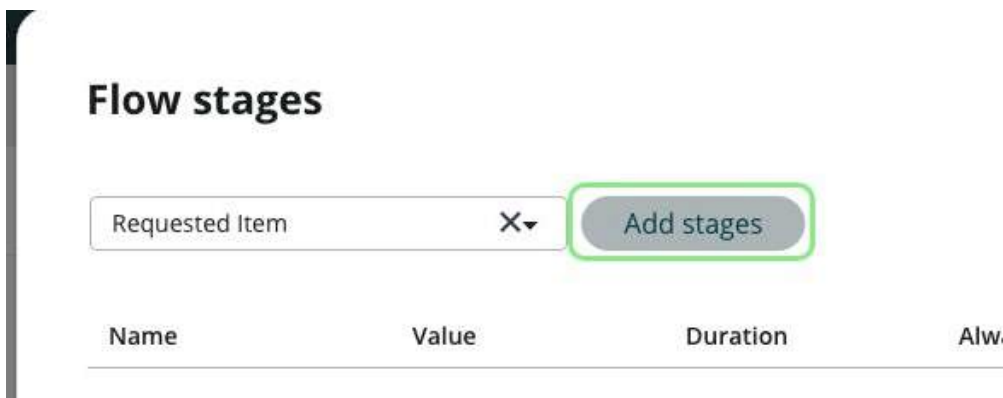 Flow stages
Requested Item
Add stages
Name Value Duration